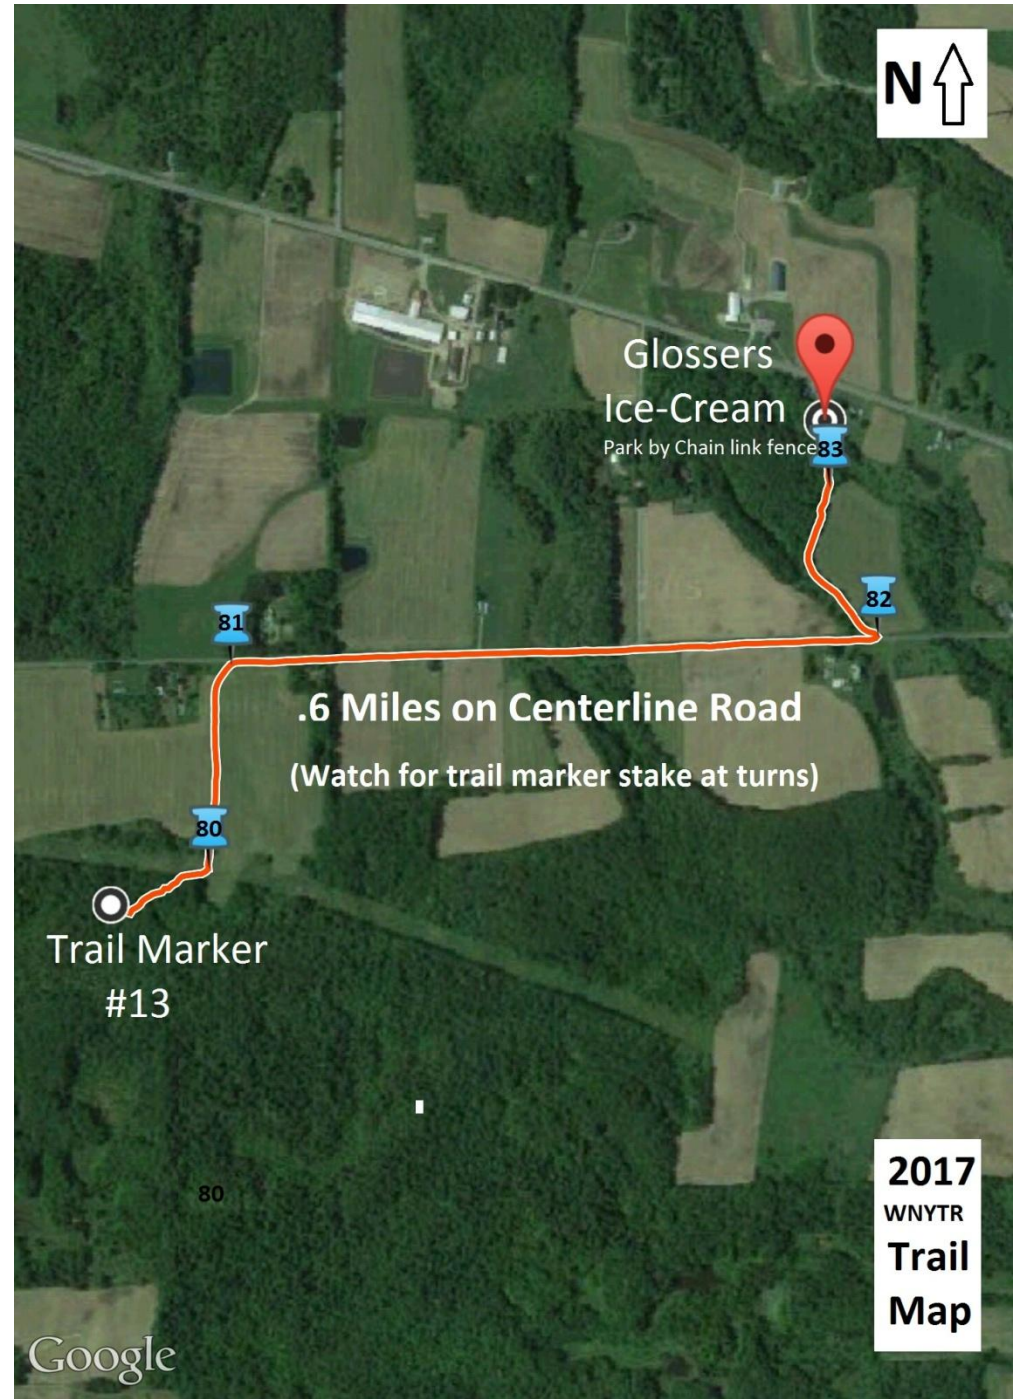 N
Glossers
Ice-Cream
Park by Chain link fence
83
82
81
.6 Miles on Centerline Road
(Watch for trail marker stake at turns)
80
Trail Marker
#13
80
2017
WNYTR
Trail
Map
Google